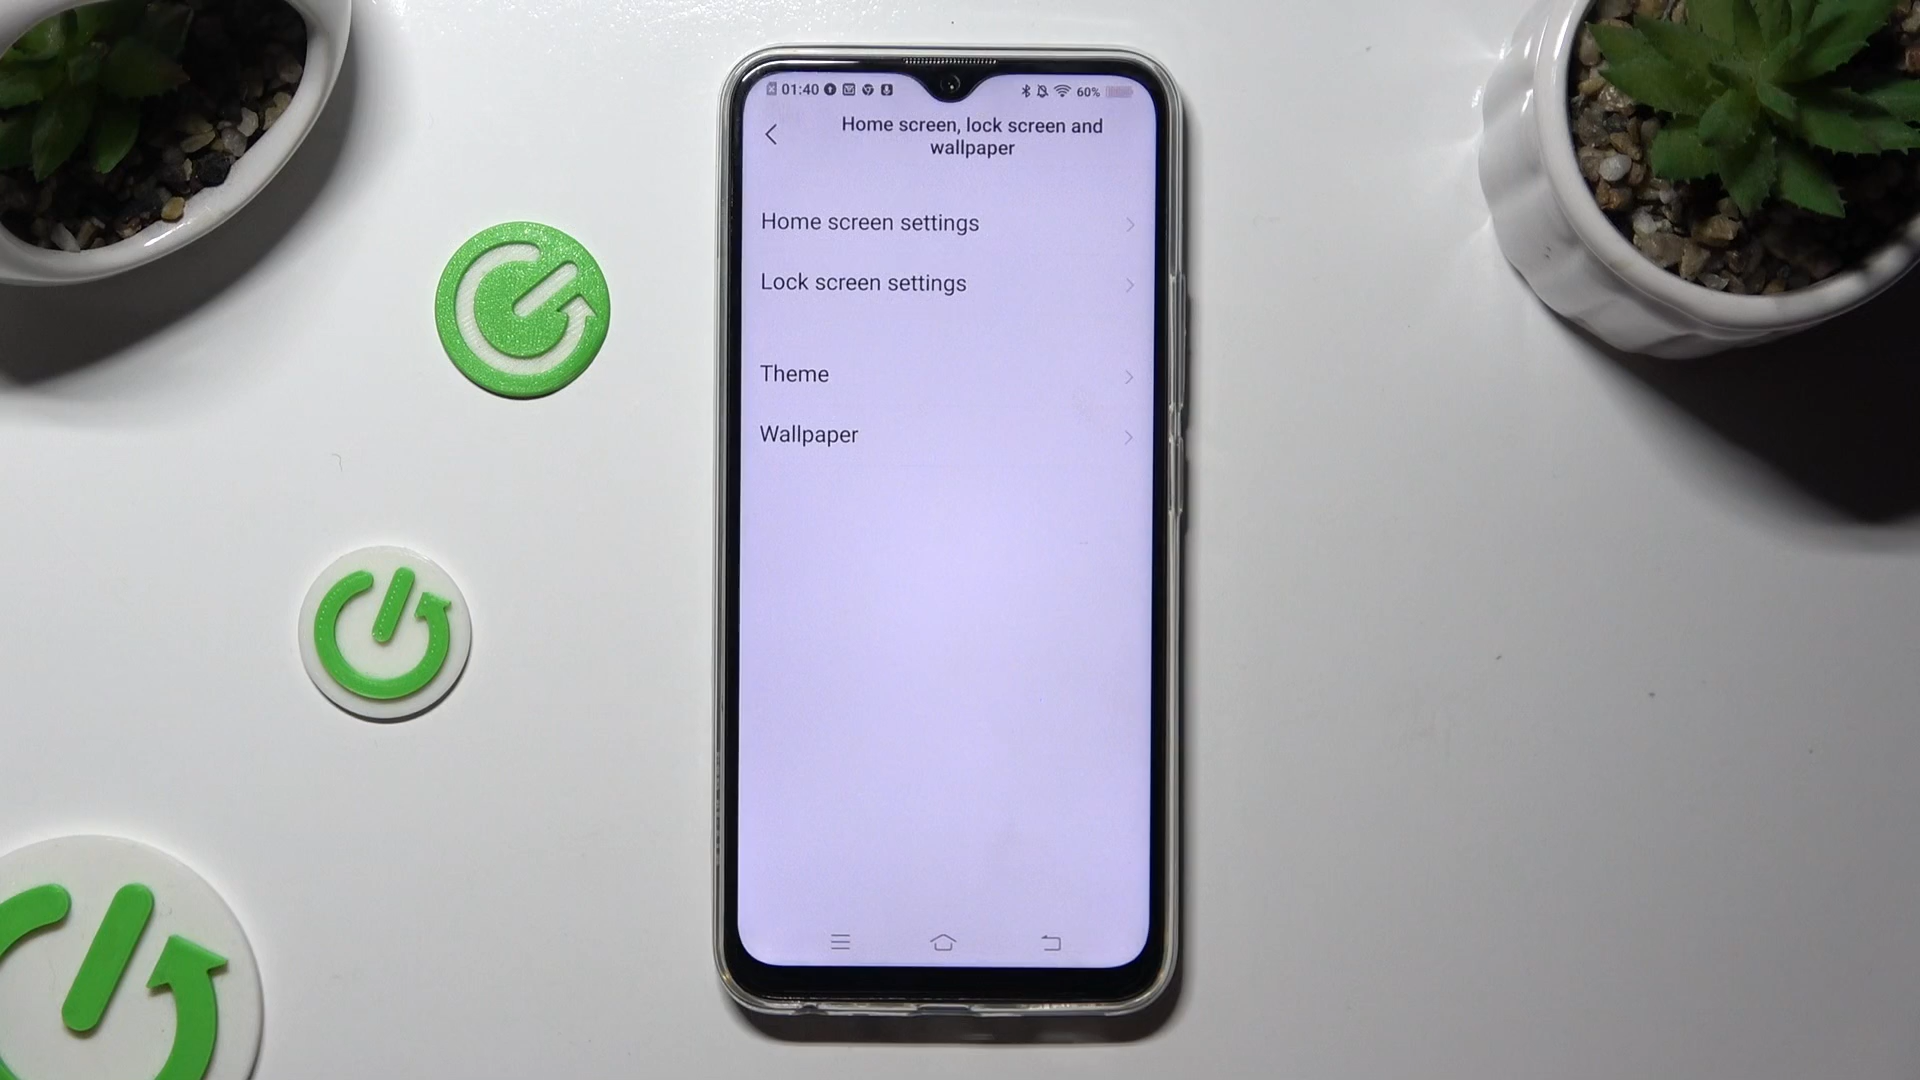 01:40
60%
Home screen, lock screen and
wallpaper
Home screen settings
Lock screen settings
Theme
Wallpaper